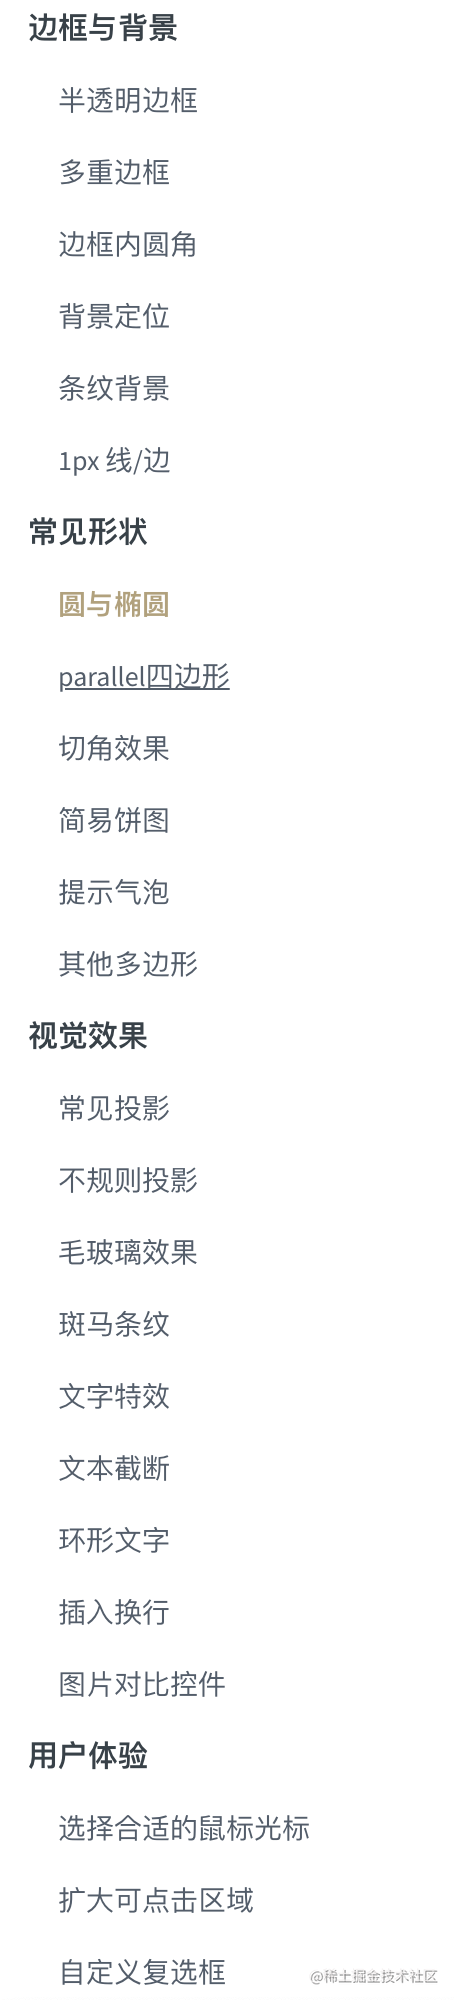 边框与背景
半透明边框
多重边框
边框内圆角
背景定位
条纹背景
1px 线/边
常见形状
圆与椭圆
parallel四边形
切角效果
简易饼图
提示气泡
其他多边形
视觉效果
常见投影
不规则投影
毛玻璃效果
斑马条纹
文字特效
文本截断
环形文字
插入换行
图片对比控件
用户体验
选择合适的鼠标光标
扩大可点击区域
自定义复选框
@稀土掘金技术社区